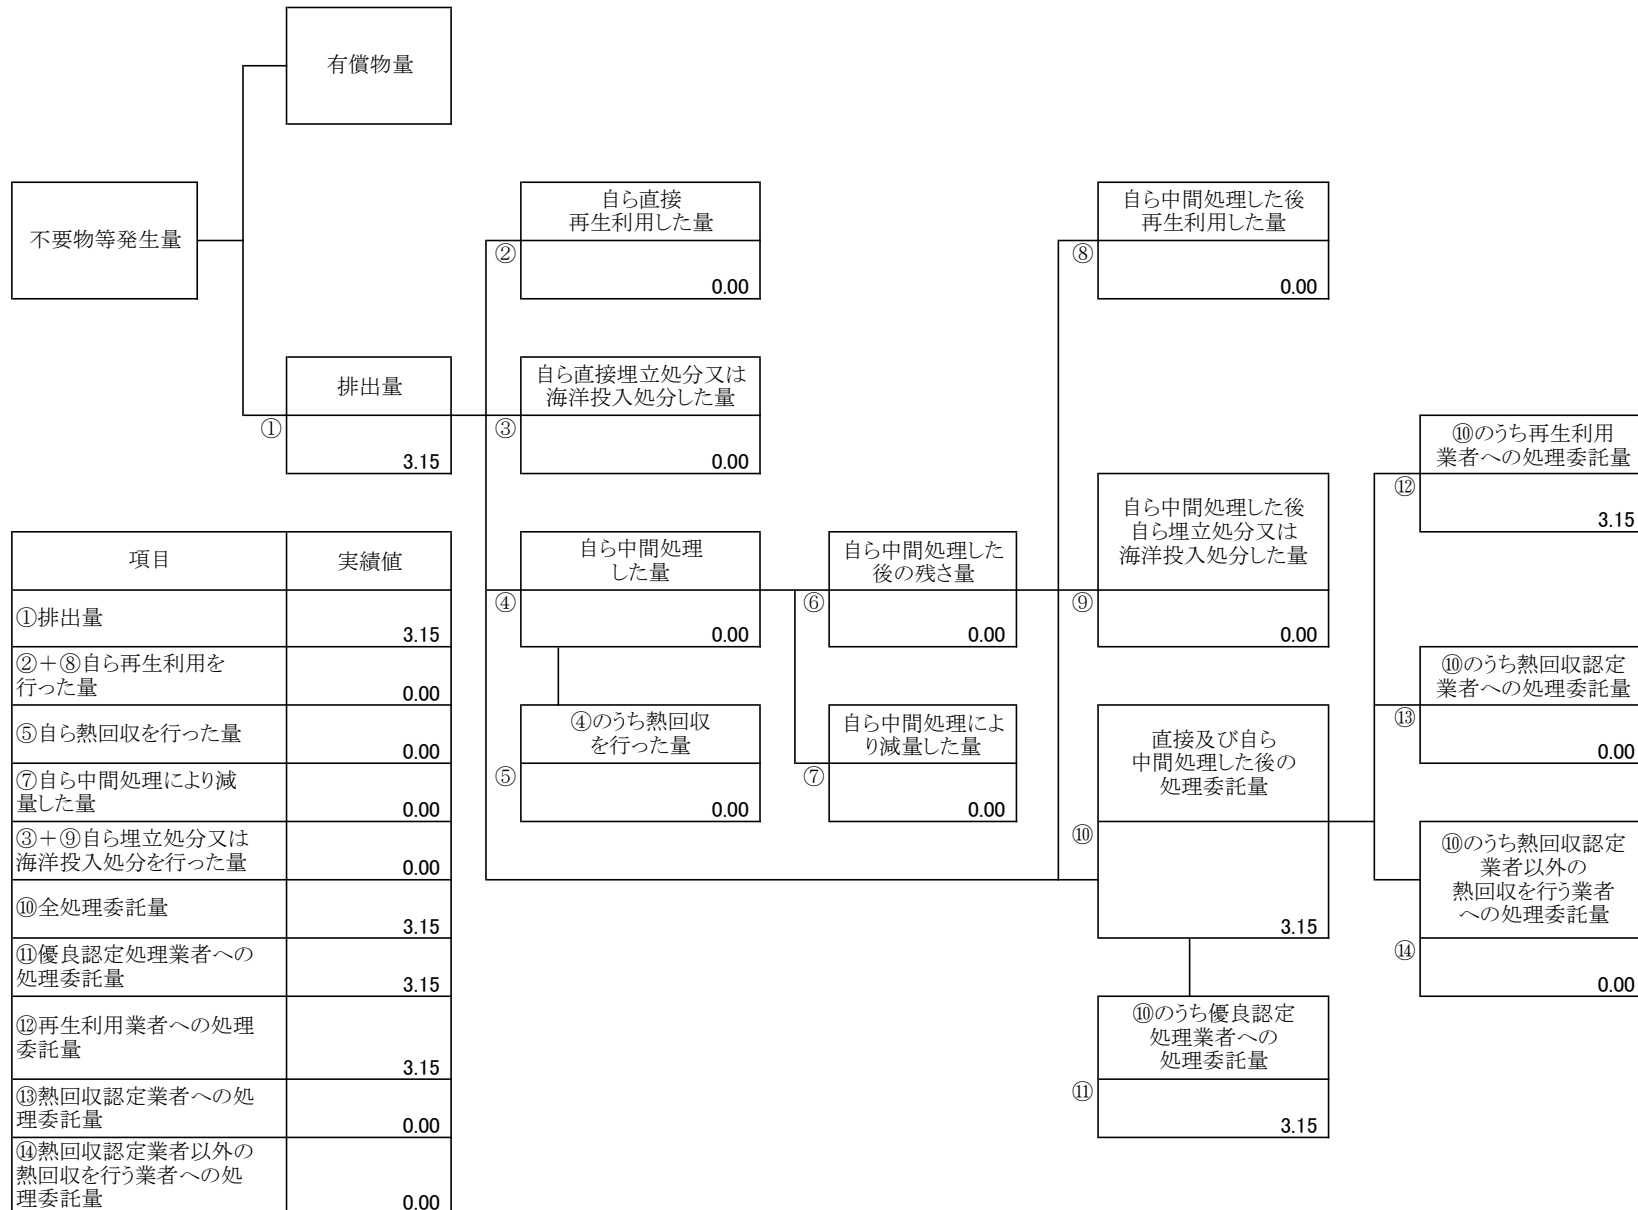 有償物量
不要物等発生量
自ら直接
再生利用した量
②
0.00
自ら中間処理した後
再生利用した量
⑧
0.00
排出量
①
3.15
自ら直接埋立処分又は
海洋投入処分した量
③
0.00
⑩のうち再生利用
業者への処理委託量
⑫
3.15
自ら中間処理
した量
④
0.00
自ら中間処理した
後の残さ量
⑥
0.00
自ら中間処理した後
自ら埋立処分又は
海洋投入処分した量
⑨
0.00
⑩のうち熱回収認定
業者への処理委託量
⑬
0.00
④のうち熱回収
を行った量
⑤
0.00
自ら中間処理によ
り減量した量
⑦
0.00
直接及び自ら
中間処理した後の
処理委託量
⑩
3.15
⑩のうち熱回収認定
業者以外の
熱回収を行う業者
への処理委託量
⑭
0.00
⑩のうち優良認定
処理業者への
処理委託量
⑪
3.15
項目 実績値
①排出量
3.15
②＋⑧自ら再生利用を
行った量
0.00
⑤自ら熱回収を行った量
0.00
⑦自ら中間処理により減
量した量
0.00
③＋⑨自ら埋立処分又は
海洋投入処分を行った量
0.00
⑩全処理委託量
3.15
⑪優良認定処理業者への
処理委託量
3.15
⑫再生利用業者への処理
委託量
3.15
⑬熱回収認定業者への処
理委託量
0.00
⑭熱回収認定業者以外の
熱回収を行う業者への処
理委託量
0.00